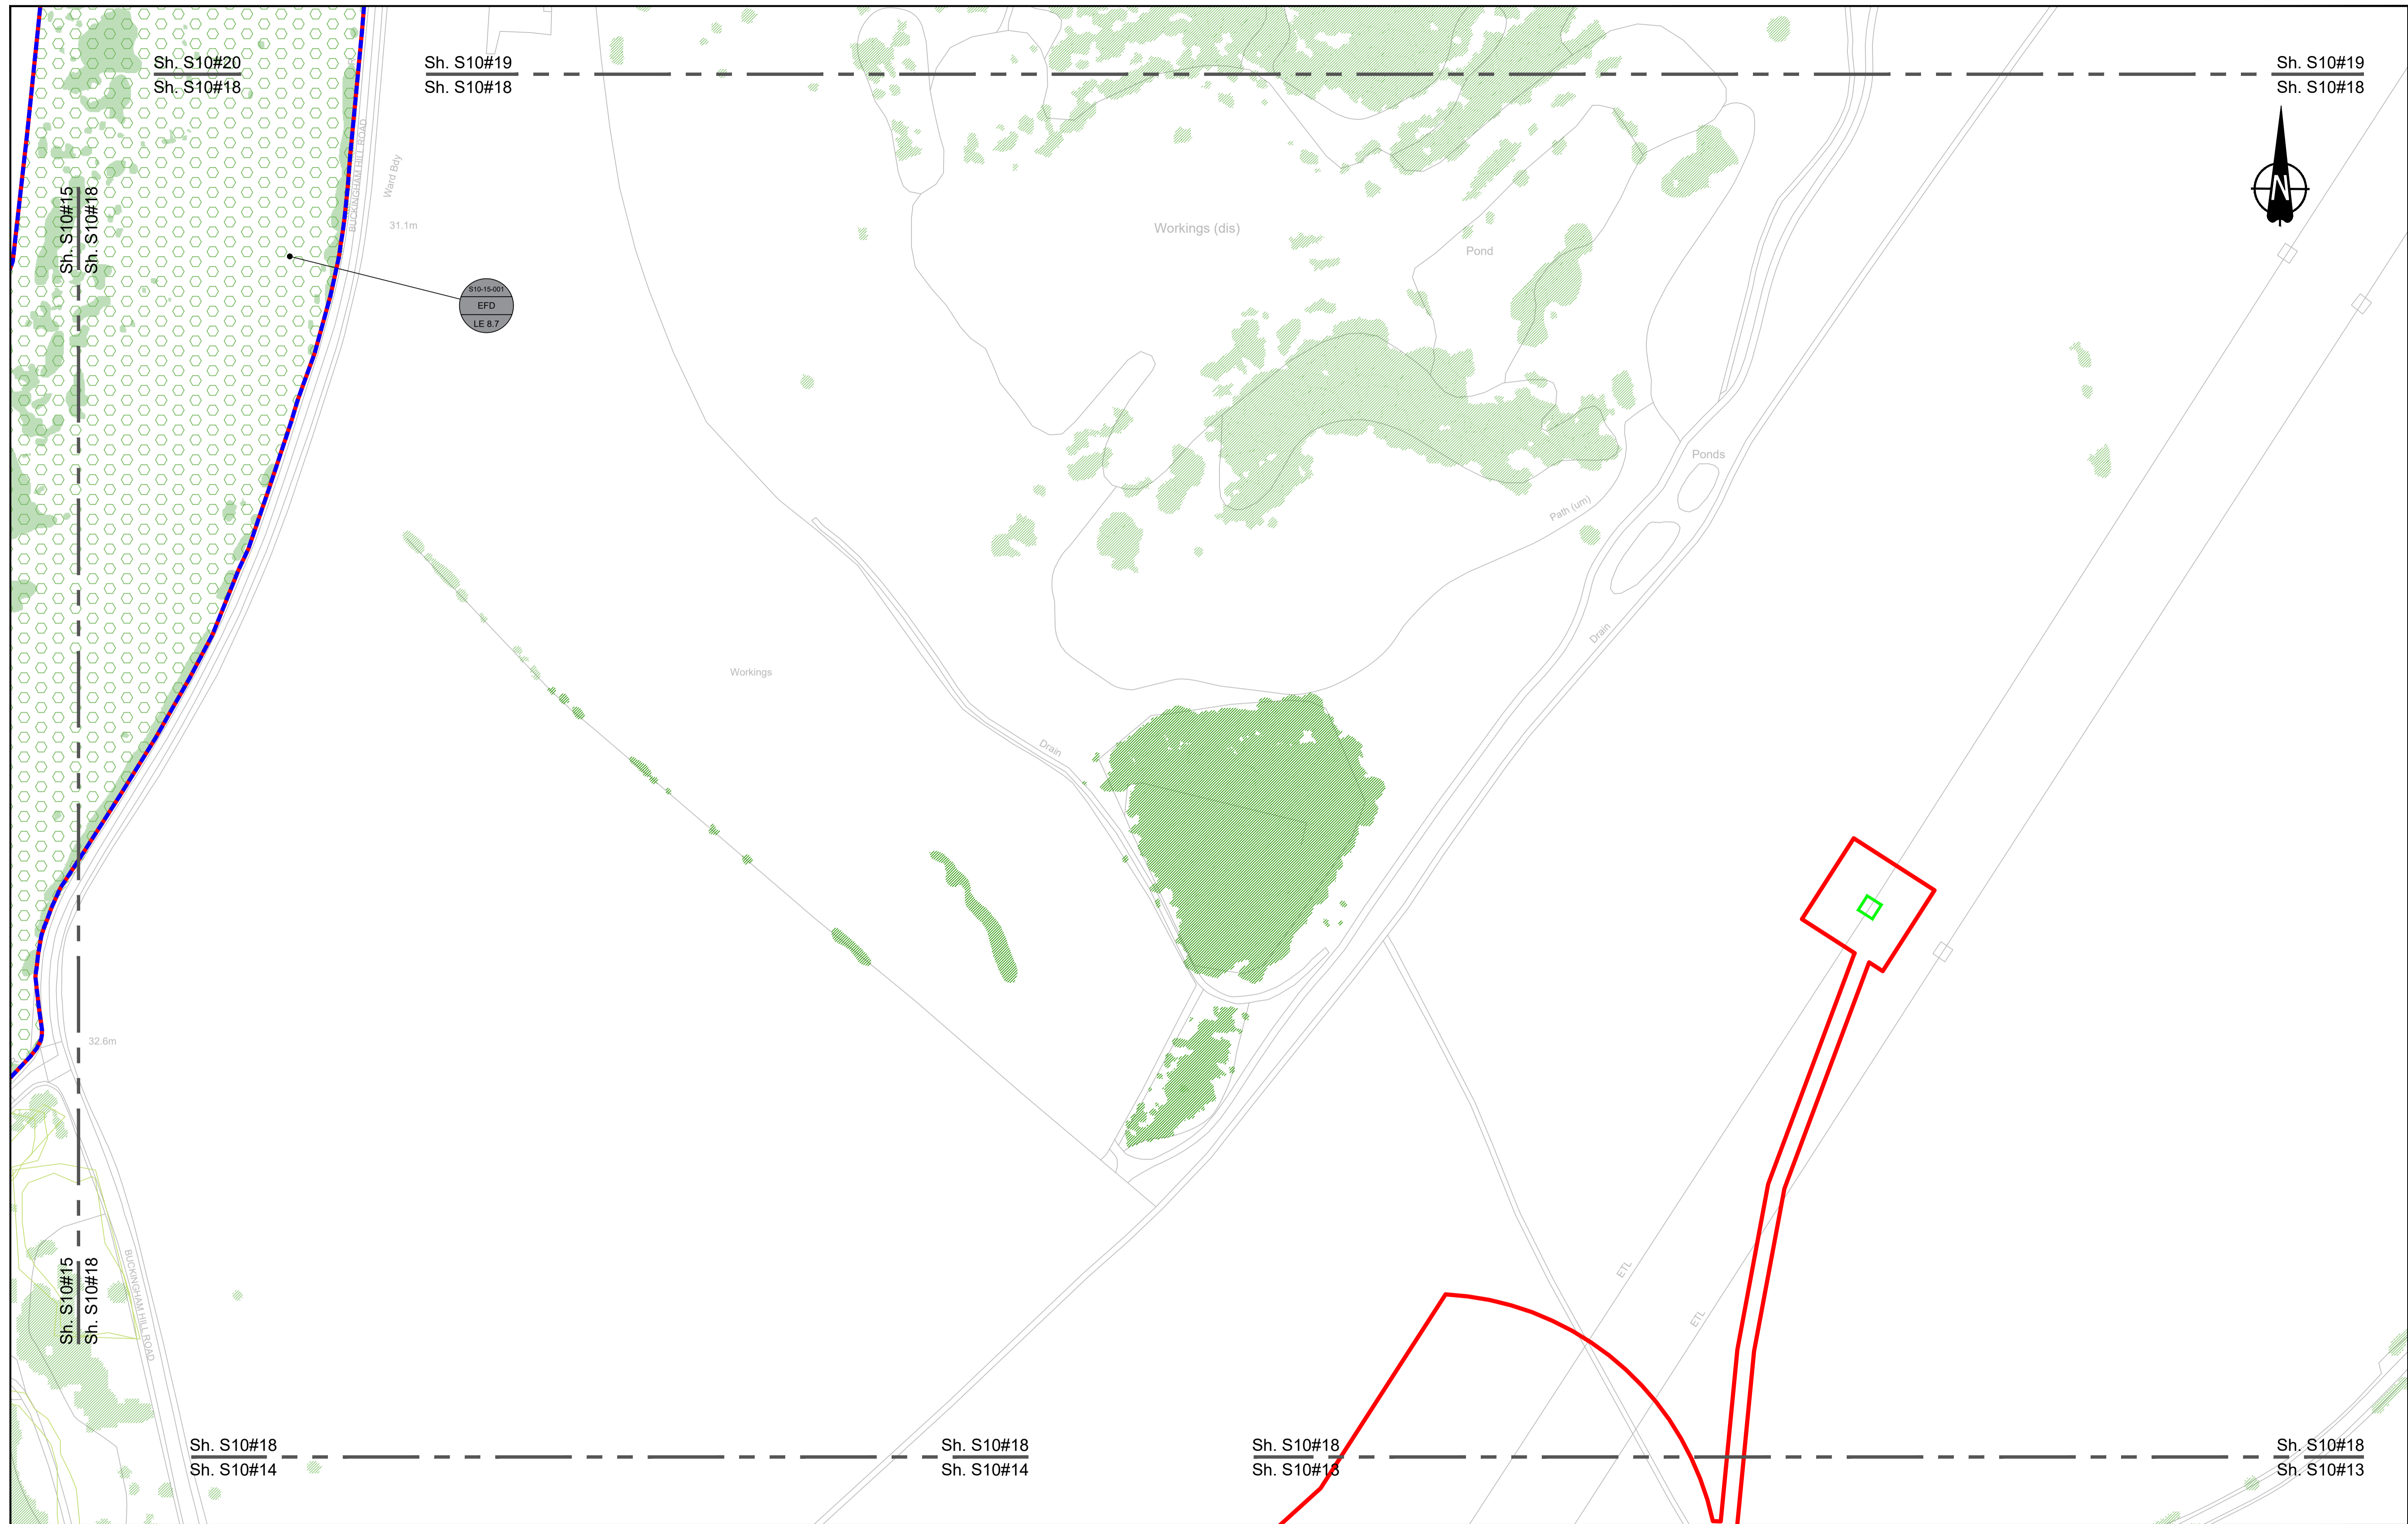 Sh. S10#20
Sh. S10#18
Sh. S10#19
Sh. S10#18
Sh. S10#19
Sh. S10#18
N
BUCKINGHAM HILL ROAD
Ward Bdy
31.1m
Sh. S10#15
Sh. S10#18
S10-15-001
EFD
LE 8.7
Workings (dis)
Pond
Ponds
Path (um)
Drain
Workings
Drain
32.6m
BUCKINGHAM HILL ROAD
Sh. S10#15
Sh. S10#18
ETL
ETL
Sh. S10#18
Sh. S10#14
Sh. S10#18
Sh. S10#14
Sh. S10#18
Sh. S10#13
Sh. S10#18
Sh. S10#13